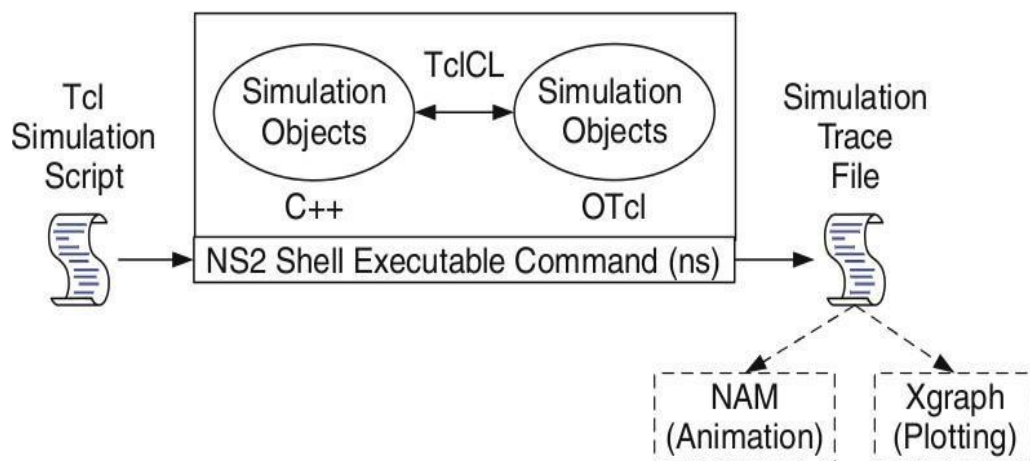 Tcl
Simulation
Script
TclCL
Simulation
Objects
Simulation
Objects
C++
OTcl
NS2 Shell Executable Command (ns)
Simulation
Trace
File
NAM
(Animation)
Xgraph
(Plotting)